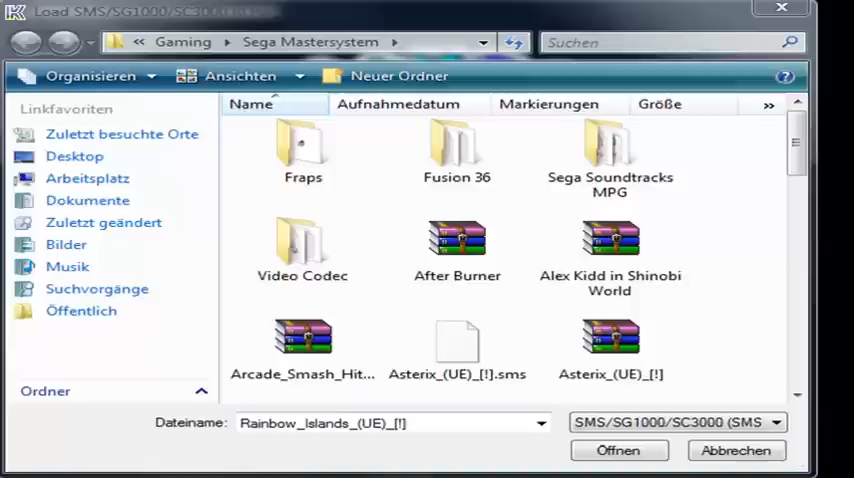 Load SMS/SG1000/SC3000
« Gaming Sega Mastersystem
Suchen
Organisieren Ansichten Neuer Ordner
Linkfavoriten
Zuletzt besuchte Orte
Desktop
Arbeitsplatz
Dokumente
Zuletzt geändert
Bilder
Musik
Suchvorgänge
Öffentlich
Ordner
Name Aufnahmedatum Markierungen Größe »
Fraps
Fusion 36
Sega Soundtracks
MPG
Video Codec
After Burner
Alex Kidd in Shinobi
World
Arcade_Smash_Hit...
Asterix_(UE)_[!].sms
Asterix_(UE)_[!]
Dateiname: Rainbow_Islands_(UE)_[!]
SMS/SG1000/SC3000 (SMS
Öffnen Abbrechen